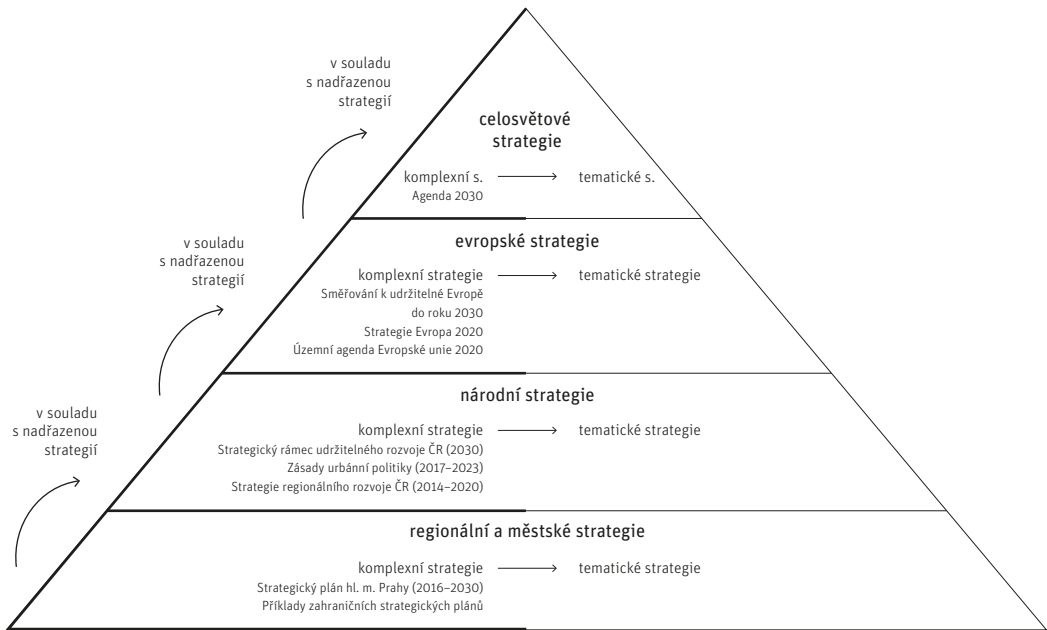 v souladu
s nadřazenou
strategií
celosvětové
strategie
komplexní s.
tematické s.
Agenda 2030
v souladu
s nadřazenou
strategií
evropské strategie
komplexní strategie
tematické strategie
Směřování k udržitelné Evropě
do roku 2030
Strategie Evropa 2020
Územní agenda Evropské unie 2020
v souladu
s nadřazenou
strategií
národní strategie
komplexní strategie
tematické strategie
Strategický rámec udržitelného rozvoje ČR (2030)
Zásady urbánní politiky (2017–2023)
Strategie regionálního rozvoje ČR (2014–2020)
regionální a městské strategie
komplexní strategie
tematické strategie
Strategický plán hl. m. Prahy (2016–2030)
Příklady zahraničních strategických plánů